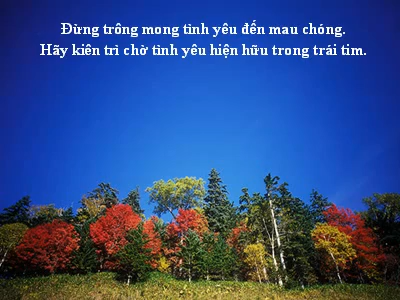 Đừng trông mong tình yêu đến mau chóng.
Hãy kiên trì chờ tình yêu hiện hữu trong trái tim.